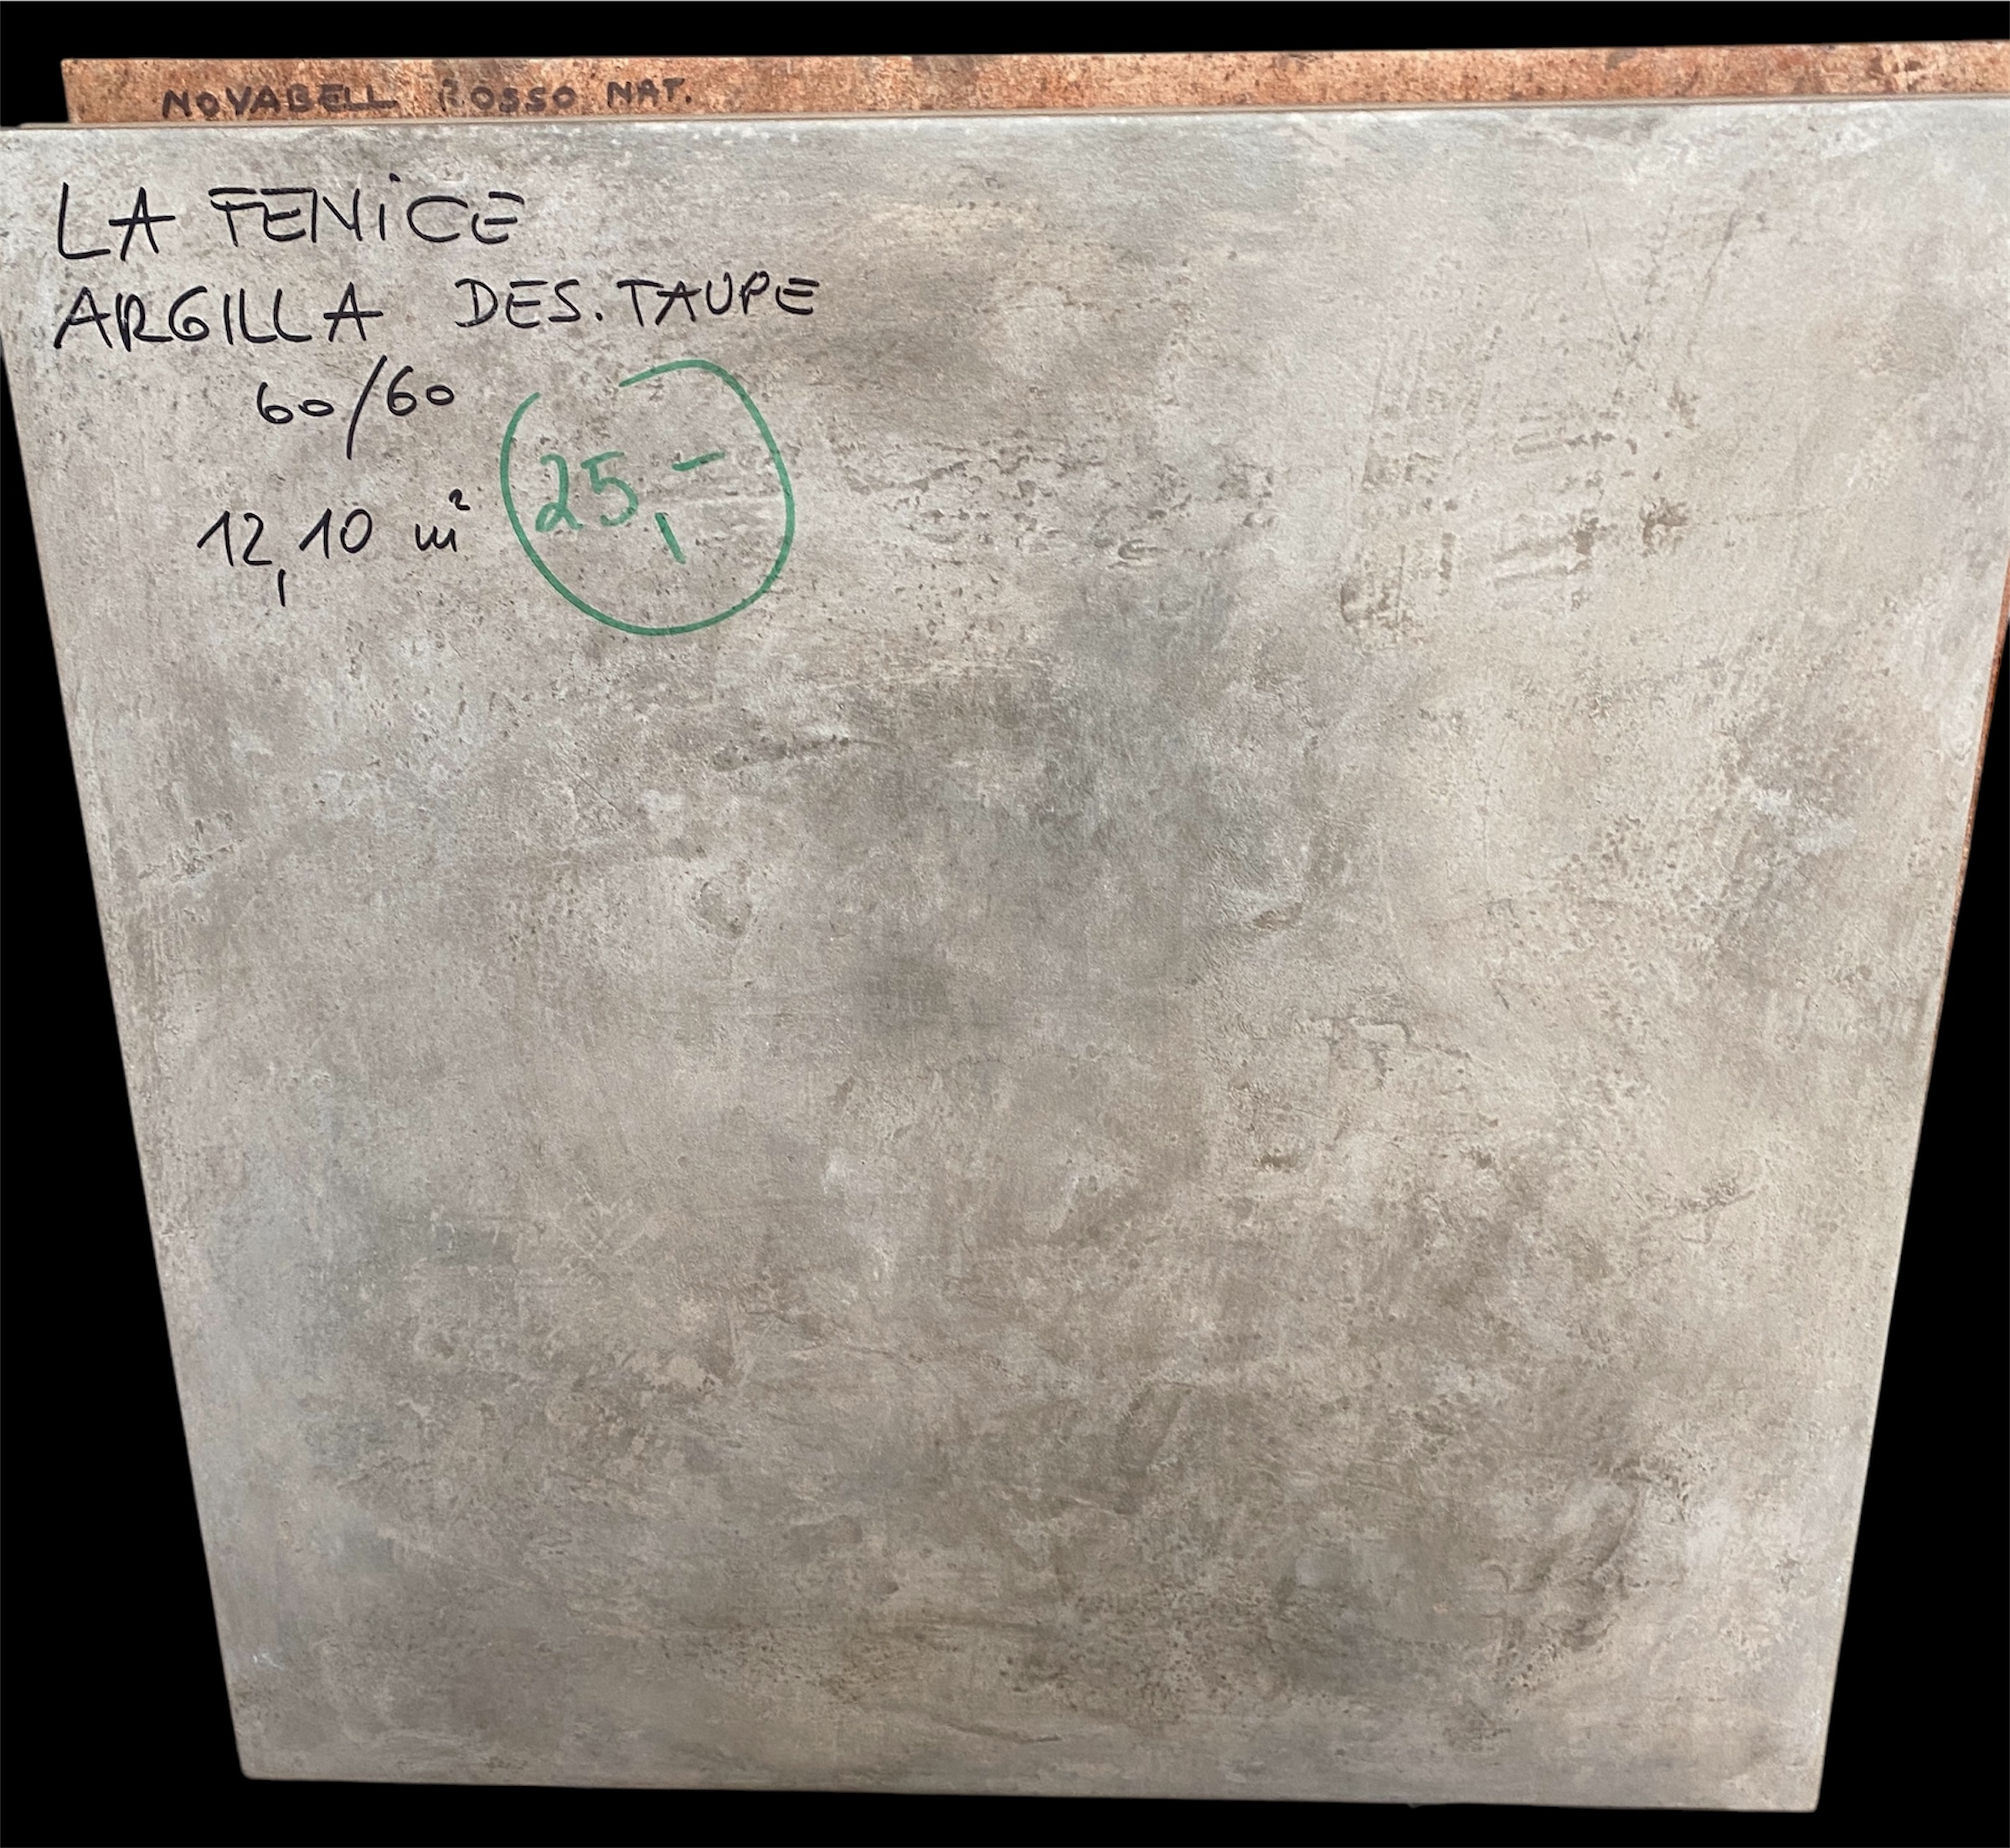 NOVABELL ROSSO NAT.
LA FENICE
ARGILLA DES. TAUPE
60/60
25,-
12,10 m²